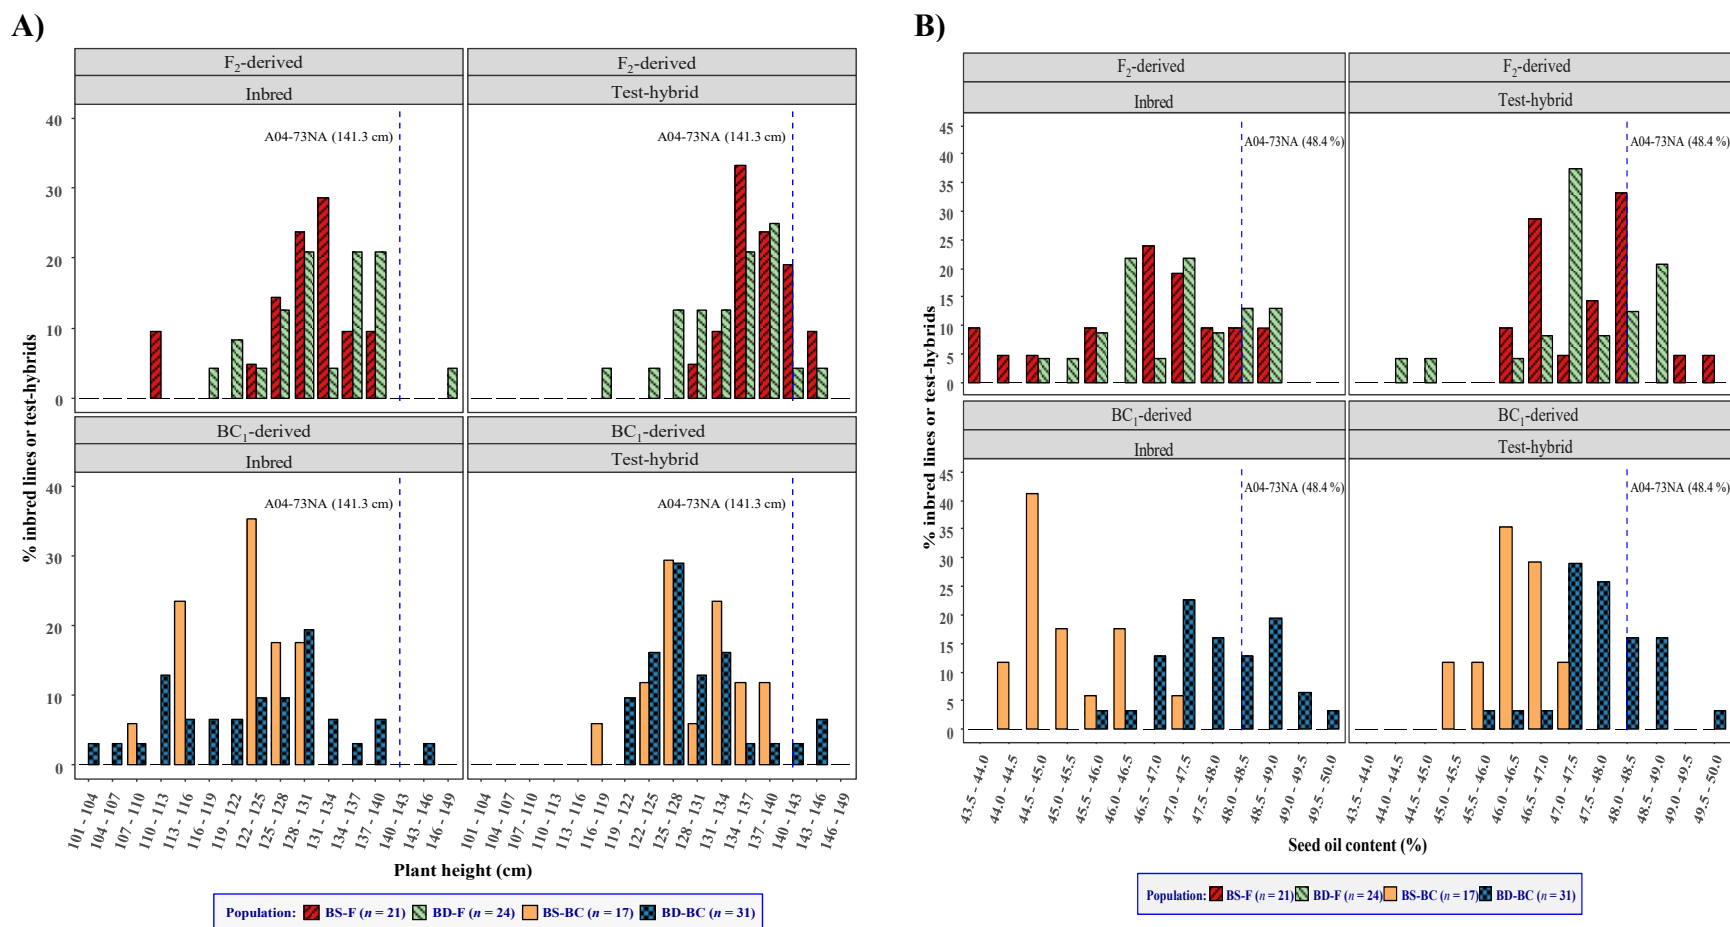 A)
F₂-derived
F₂-derived
Inbred
Test-hybrid
40
30
20
10
0
A04-73NA (141.3 cm)
A04-73NA (141.3 cm)
BC₁-derived
BC₁-derived
Inbred
Test-hybrid
40
30
20
10
0
A04-73NA (141.3 cm)
A04-73NA (141.3 cm)
% inbred lines or test-hybrids
101 - 104
104 - 107
107 - 110
110 - 113
113 - 116
116 - 119
119 - 122
122 - 125
125 - 128
128 - 131
131 - 134
134 - 137
137 - 140
140 - 143
143 - 146
146 - 149
101 - 104
104 - 107
107 - 110
110 - 113
113 - 116
116 - 119
119 - 122
122 - 125
125 - 128
128 - 131
131 - 134
134 - 137
137 - 140
140 - 143
143 - 146
146 - 149
Plant height (cm)
Population: BS-F (n = 21) BD-F (n = 24) BS-BC (n = 17) BD-BC (n = 31)
B)
F₂-derived
F₂-derived
Inbred
Test-hybrid
45
40
35
30
25
20
15
10
5
0
A04-73NA (48.4 %)
A04-73NA (48.4 %)
BC₁-derived
BC₁-derived
Inbred
Test-hybrid
45
40
35
30
25
20
15
10
5
0
A04-73NA (48.4 %)
A04-73NA (48.4 %)
% inbred lines or test-hybrids
43.5 - 44.0
44.0 - 44.5
44.5 - 45.0
45.0 - 45.5
45.5 - 46.0
46.0 - 46.5
46.5 - 47.0
47.0 - 47.5
47.5 - 48.0
48.0 - 48.5
48.5 - 49.0
49.0 - 49.5
49.5 - 50.0
43.5 - 44.0
44.0 - 44.5
44.5 - 45.0
45.0 - 45.5
45.5 - 46.0
46.0 - 46.5
46.5 - 47.0
47.0 - 47.5
47.5 - 48.0
48.0 - 48.5
48.5 - 49.0
49.0 - 49.5
49.5 - 50.0
Seed oil content (%)
Population: BS-F (n = 21) BD-F (n = 24) BS-BC (n = 17) BD-BC (n = 31)